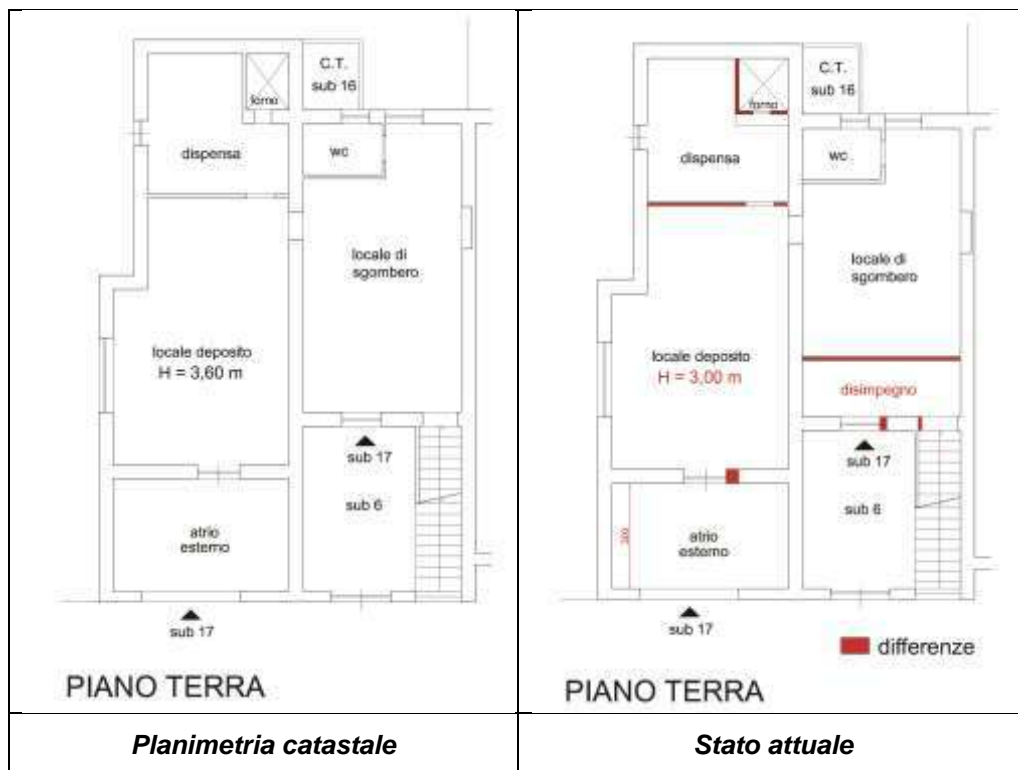 C.T.
sub 16
forno
dispensa
wc
locale di
sgombero
locale deposito
H = 3,60 m
sub 17
sub 6
atrio
esterno
sub 17
PIANO TERRA
Planimetria catastale
C.T.
sub 16
forno
dispensa
wc
locale di
sgombero
locale deposito
H = 3,00 m
disimpegno
sub 17
sub 6
atrio
esterno
sub 17
differenze
PIANO TERRA
Stato attuale